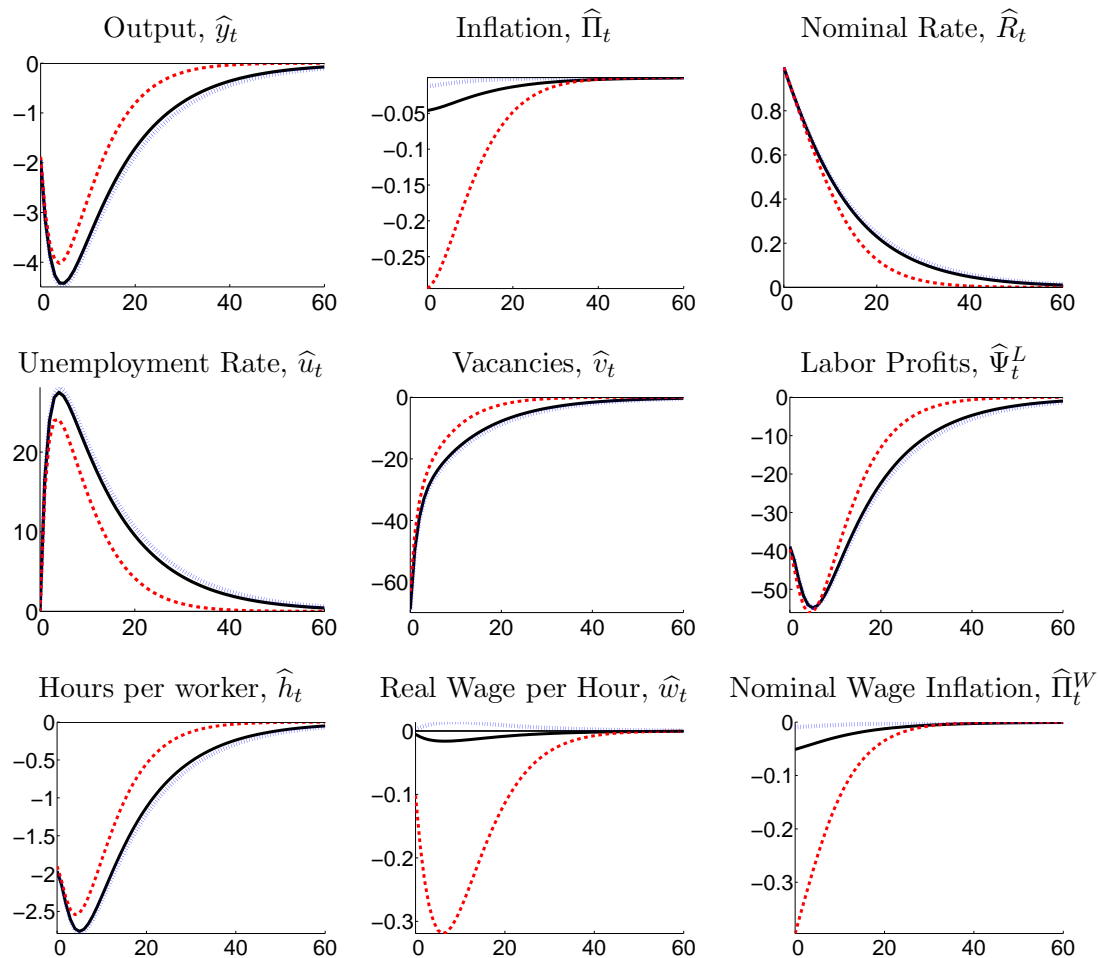 Output, ŷ_t
Inflation, Π̂_t
Nominal Rate, R̂_t
0
−1
−2
−3
−4
0 20 40 60
−0.05
−0.1
−0.15
−0.2
−0.25
0 20 40 60
0.8
0.6
0.4
0.2
0
0 20 40 60
Unemployment Rate, û_t
Vacancies, v̂_t
Labor Profits, Ψ̂_t^L
20
10
0
0 20 40 60
0
−20
−40
−60
0 20 40 60
0
−10
−20
−30
−40
−50
0 20 40 60
Hours per worker, ĥ_t
Real Wage per Hour, ŵ_t
Nominal Wage Inflation, Π̂_t^W
0
−0.5
−1
−1.5
−2
−2.5
0 20 40 60
0
−0.1
−0.2
−0.3
0 20 40 60
0
−0.1
−0.2
−0.3
0 20 40 60